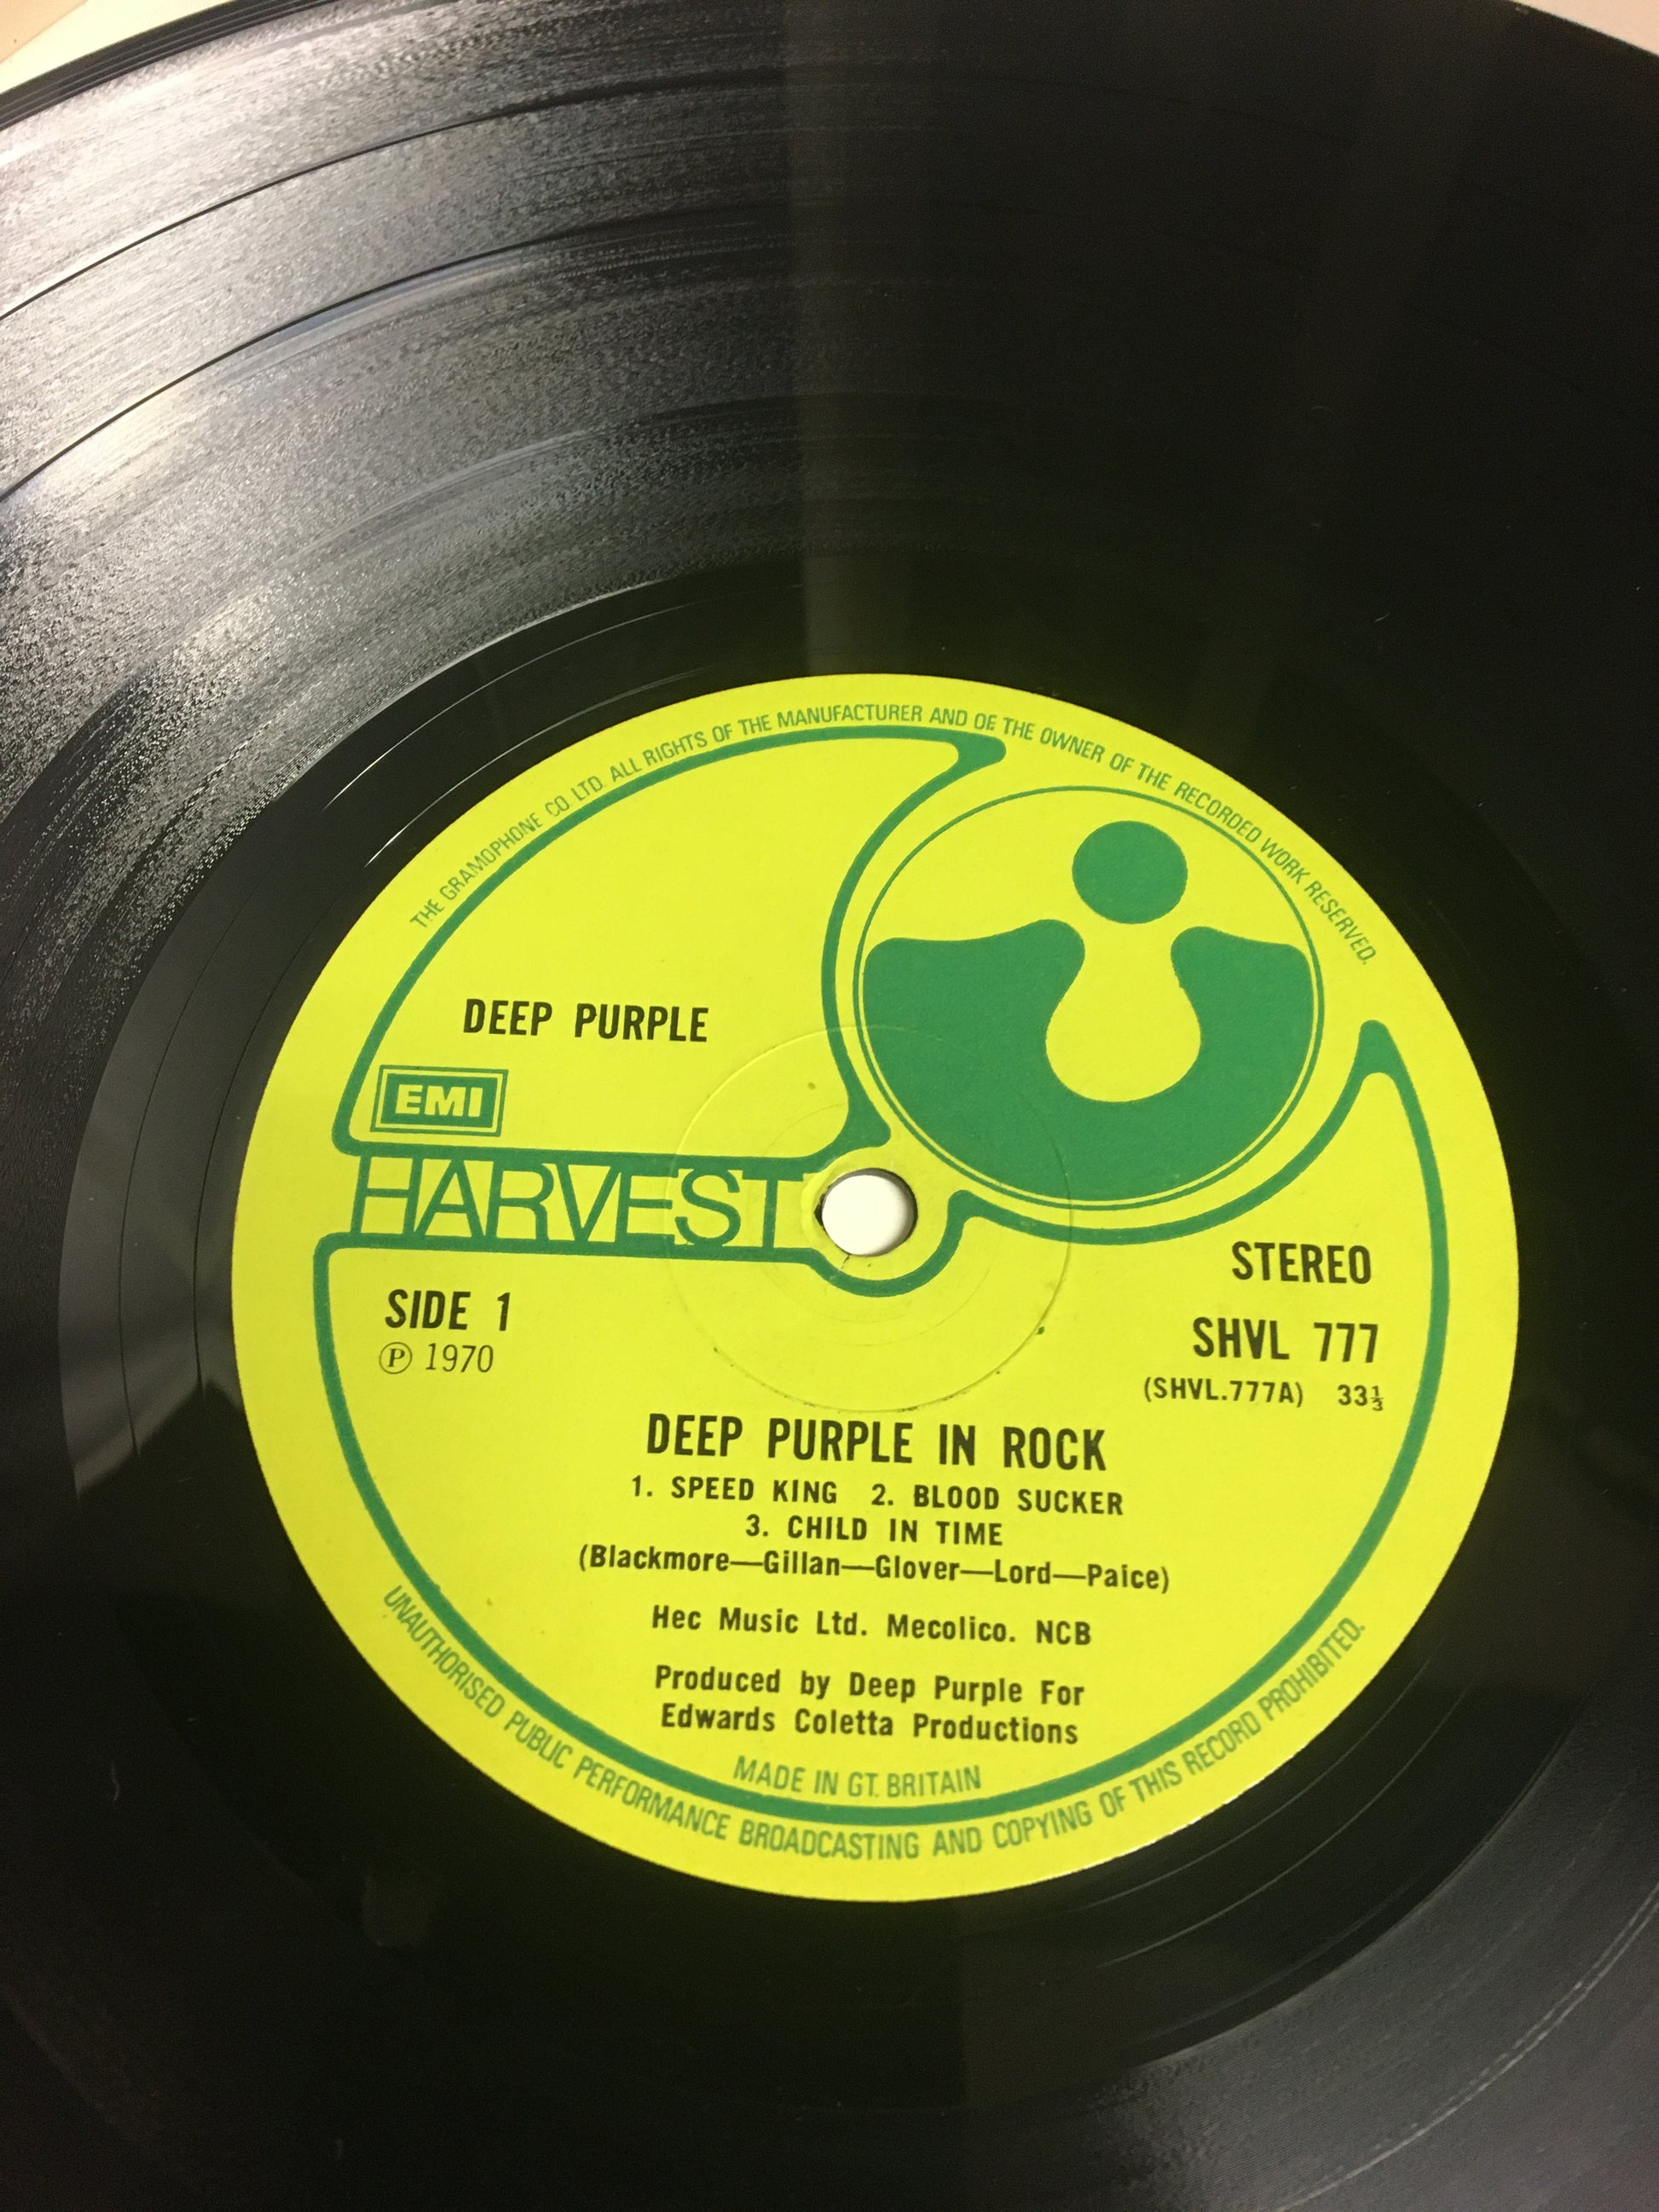 THE GRAMOPHONE CO. LTD. ALL RIGHTS OF THE MANUFACTURER AND OF THE OWNER OF THE RECORDED WORK RESERVED.
DEEP PURPLE
EMI
HARVEST
STEREO
SIDE 1
SHVL 777
℗ 1970
(SHVL.777A) 33⅓
DEEP PURPLE IN ROCK
1. SPEED KING 2. BLOOD SUCKER
3. CHILD IN TIME
(Blackmore—Gillan—Glover—Lord—Paice)
Hec Music Ltd. Mecolico. NCB
Produced by Deep Purple For
Edwards Coletta Productions
MADE IN GT. BRITAIN
UNAUTHORISED PUBLIC PERFORMANCE BROADCASTING AND COPYING OF THIS RECORD PROHIBITED.